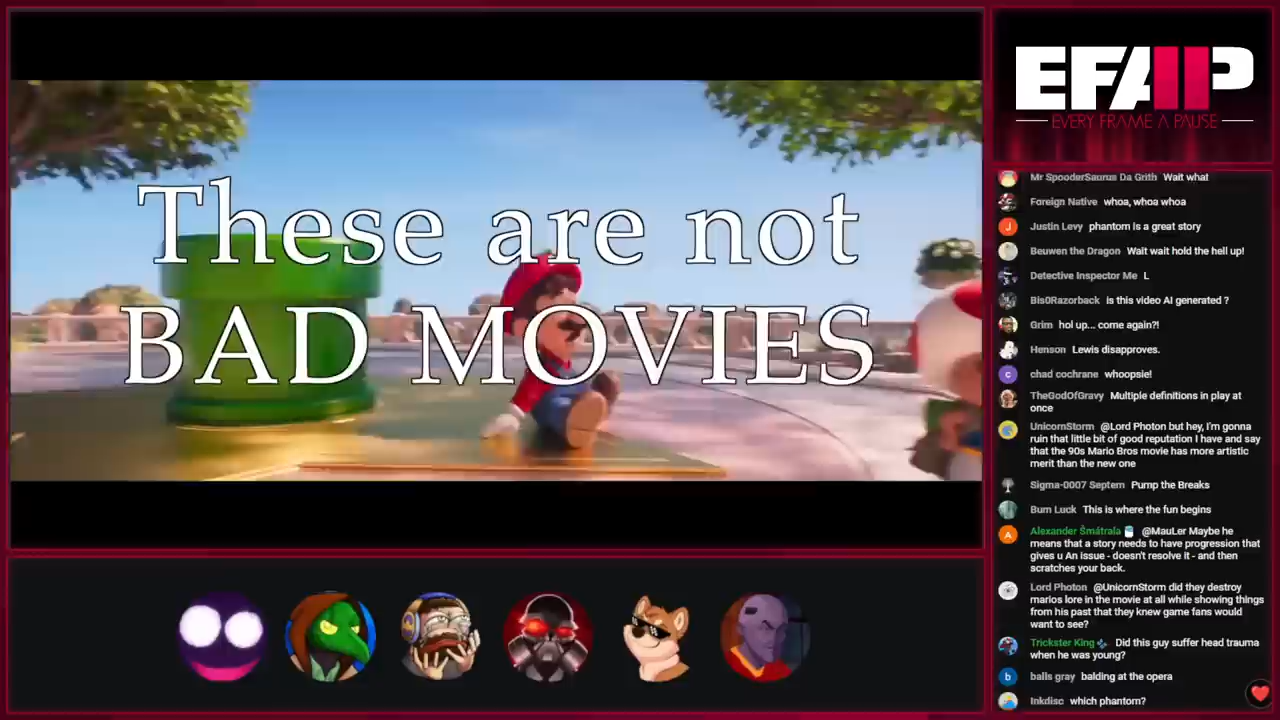 These are not
BAD MOVIES
EFAP
EVERY FRAME A PAUSE
Mr SpooderSaurus Da Grith Wait what
Foreign Native whoa, whoa whoa
Justin Levy phantom is a great story
Beuwen the Dragon Wait wait hold the hell up!
Detective Inspector Me L
Bis0Razorback is this video AI generated ?
Grim hol up... come again?!
Henson Lewis disapproves.
chad cochrane whoopsie!
TheGodOfGravy Multiple definitions in play at
once
UnicornStorm @Lord Photon but hey, I'm gonna
ruin that little bit of good reputation I have and say
that the 90s Mario Bros movie has more artistic
merit than the new one
Sigma-0007 Septem Pump the Breaks
Burn Luck This is where the fun begins
Alexander Šmátrala @MauLer Maybe he
means that a story needs to have progression that
gives u An issue - doesn't resolve it - and then
scratches your back.
Lord Photon @UnicornStorm did they destroy
marios lore in the movie at all while showing things
from his past that they knew game fans would
want to see?
Trickster King Did this guy suffer head trauma
when he was young?
balls gray balding at the opera
Inkdisc which phantom?
J
c
A
b